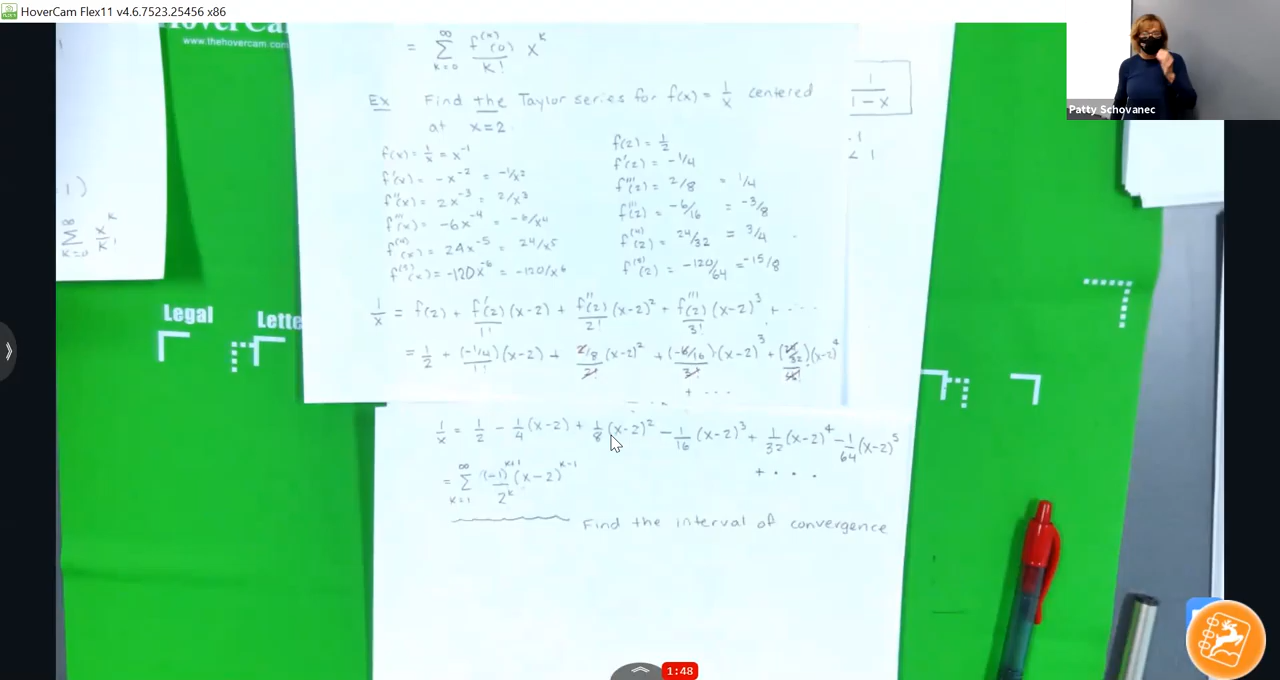 HoverCam Flex11 v4.6.7523.25456 x86
HoverCam
www.thehovercam.com
= ∞ Σ k=0 f^(k)(0)/k! x^k
Ex Find the Taylor series for f(x) = 1/x centered
at x=2
1/(1-x)
Patty Schovanec
< 1
f(x) = 1/x = x^-1
f(2) = 1/2
f'(x) = -x^-2 = -1/x^2
f'(2) = -1/4
f''(x) = 2x^-3 = 2/x^3
f''(2) = 2/8 = 1/4
f'''(x) = -6x^-4 = -6/x^4
f'''(2) = -6/16 = -3/8
f^(4)(x) = 24x^-5 = 24/x^5
f^(4)(2) = 24/32 = 3/4
f^(5)(x) = -120x^-6 = -120/x^6
f^(5)(2) = -120/64 = -15/8
1)
∞ Σ k=0 x^k/k!
Legal
Lette
1/x = f(2) + f'(2)/1! (x-2) + f''(2)/2! (x-2)^2 + f'''(2)/3! (x-2)^3 + ...
= 1/2 + (-1/4)/1! (x-2) + 2/8/2! (x-2)^2 + (-6/16)/3! (x-2)^3 + (24/32)/4! (x-2)^4
+ ...
1/x = 1/2 - 1/4 (x-2) + 1/8 (x-2)^2 - 1/16 (x-2)^3 + 1/32 (x-2)^4 - 1/64 (x-2)^5
+ ...
= ∞ Σ k=1 (-1)^(k+1) (x-2)^(k-1) / 2^k
Find the interval of convergence
1:48